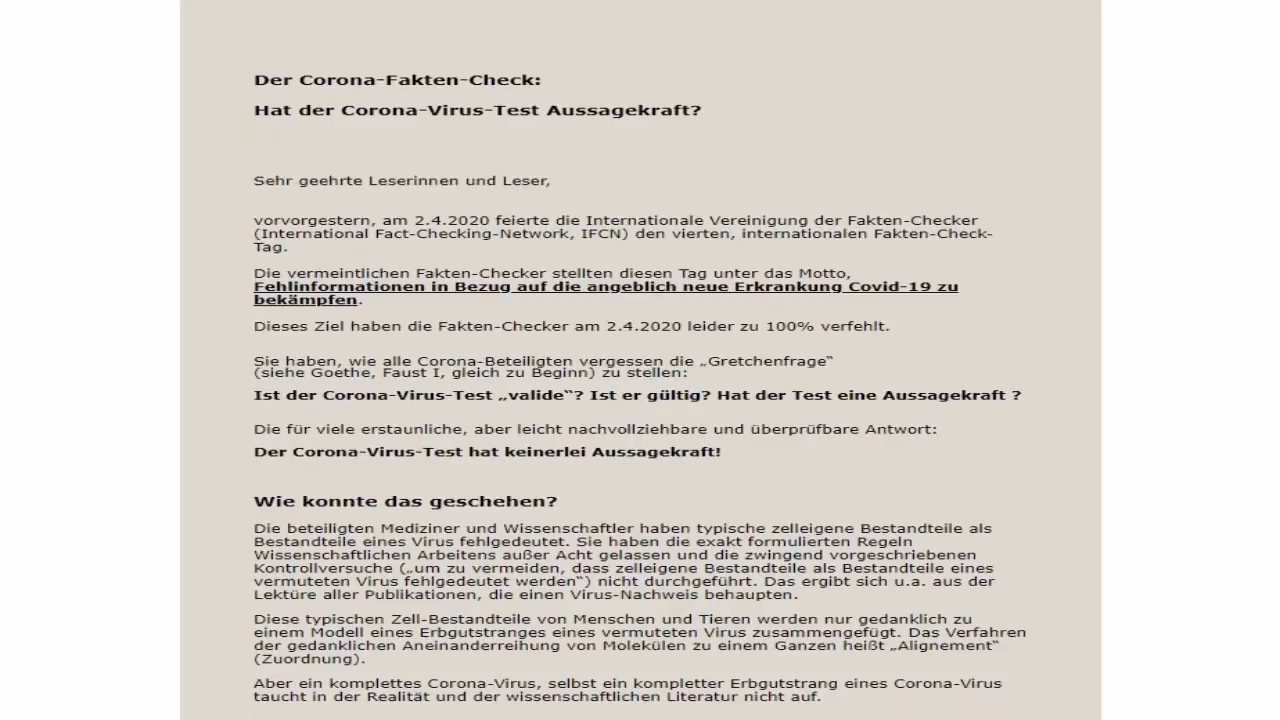 Der Corona-Fakten-Check:
Hat der Corona-Virus-Test Aussagekraft?
Sehr geehrte Leserinnen und Leser,
vorvorgestern, am 2.4.2020 feierte die Internationale Vereinigung der Fakten-Checker
(International Fact-Checking-Network, IFCN) den vierten, internationalen Fakten-Check-
Tag.
Die vermeintlichen Fakten-Checker stellten diesen Tag unter das Motto,
Fehlinformationen in Bezug auf die angeblich neue Erkrankung Covid-19 zu
bekämpfen.
Dieses Ziel haben die Fakten-Checker am 2.4.2020 leider zu 100% verfehlt.
Sie haben, wie alle Corona-Beteiligten vergessen die „Gretchenfrage“
(siehe Goethe, Faust I, gleich zu Beginn) zu stellen:
Ist der Corona-Virus-Test „valide“? Ist er gültig? Hat der Test eine Aussagekraft ?
Die für viele erstaunliche, aber leicht nachvollziehbare und überprüfbare Antwort:
Der Corona-Virus-Test hat keinerlei Aussagekraft!
Wie konnte das geschehen?
Die beteiligten Mediziner und Wissenschaftler haben typische zelleigene Bestandteile als
Bestandteile eines Virus fehlgedeutet. Sie haben die exakt formulierten Regeln
Wissenschaftlichen Arbeitens außer Acht gelassen und die zwingend vorgeschriebenen
Kontrollversuche („um zu vermeiden, dass zelleigene Bestandteile als Bestandteile eines
vermuteten Virus fehlgedeutet werden“) nicht durchgeführt. Das ergibt sich u.a. aus der
Lektüre aller Publikationen, die einen Virus-Nachweis behaupten.
Diese typischen Zell-Bestandteile von Menschen und Tieren werden nur gedanklich zu
einem Modell eines Erbgutstranges eines vermuteten Virus zusammengefügt. Das Verfahren
der gedanklichen Aneinanderreihung von Molekülen zu einem Ganzen heißt „Alignement“
(Zuordnung).
Aber ein komplettes Corona-Virus, selbst ein kompletter Erbgutstrang eines Corona-Virus
taucht in der Realität und der wissenschaftlichen Literatur nicht auf.